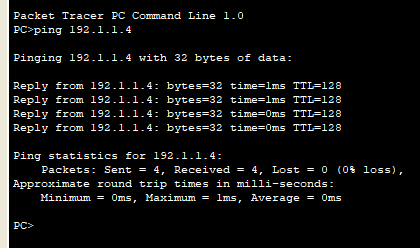 Packet Tracer PC Command Line 1.0
PC>ping 192.1.1.4
Pinging 192.1.1.4 with 32 bytes of data:
Reply from 192.1.1.4: bytes=32 time=1ms TTL=128
Reply from 192.1.1.4: bytes=32 time=1ms TTL=128
Reply from 192.1.1.4: bytes=32 time=0ms TTL=128
Reply from 192.1.1.4: bytes=32 time=0ms TTL=128
Ping statistics for 192.1.1.4:
Packets: Sent = 4, Received = 4, Lost = 0 (0% loss),
Approximate round trip times in milli-seconds:
Minimum = 0ms, Maximum = 1ms, Average = 0ms
PC>